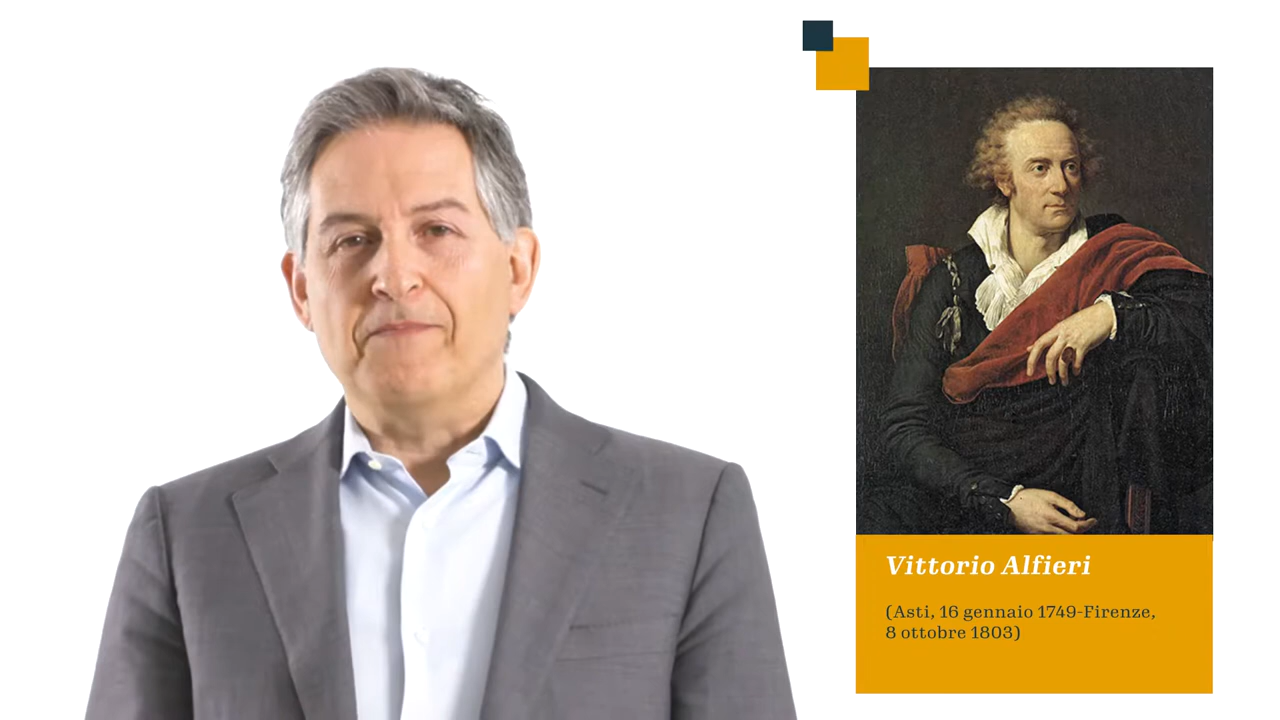 Vittorio Alfieri
(Asti, 16 gennaio 1749-Firenze,
8 ottobre 1803)